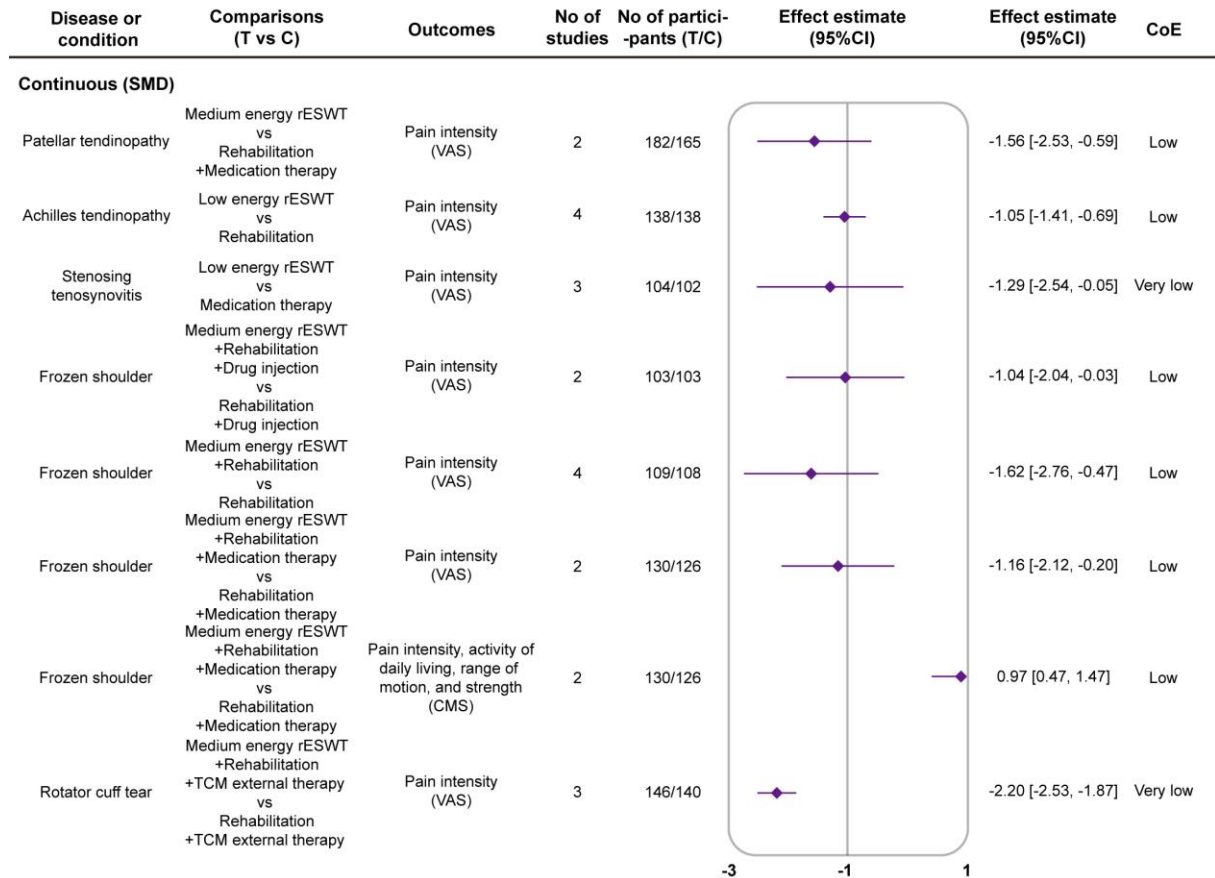 Disease or condition Comparisons (T vs C) Outcomes No of studies No of partici- -pants (T/C) Effect estimate (95%CI) Effect estimate (95%CI) CoE
Continuous (SMD)
Patellar tendinopathy
Medium energy rESWT
vs
Rehabilitation
+Medication therapy
Pain intensity
(VAS)
2
182/165
-1.56 [-2.53, -0.59]
Low
Achilles tendinopathy
Low energy rESWT
vs
Rehabilitation
Pain intensity
(VAS)
4
138/138
-1.05 [-1.41, -0.69]
Low
Stenosing
tenosynovitis
Low energy rESWT
vs
Medication therapy
Pain intensity
(VAS)
3
104/102
-1.29 [-2.54, -0.05]
Very low
Frozen shoulder
Medium energy rESWT
+Rehabilitation
+Drug injection
vs
Rehabilitation
+Drug injection
Pain intensity
(VAS)
2
103/103
-1.04 [-2.04, -0.03]
Low
Frozen shoulder
Medium energy rESWT
+Rehabilitation
vs
Rehabilitation
Pain intensity
(VAS)
4
109/108
-1.62 [-2.76, -0.47]
Low
Frozen shoulder
Medium energy rESWT
+Rehabilitation
+Medication therapy
vs
Rehabilitation
+Medication therapy
Pain intensity
(VAS)
2
130/126
-1.16 [-2.12, -0.20]
Low
Frozen shoulder
Medium energy rESWT
+Rehabilitation
+Medication therapy
vs
Rehabilitation
+Medication therapy
Pain intensity, activity of
daily living, range of
motion, and strength
(CMS)
2
130/126
0.97 [0.47, 1.47]
Low
Rotator cuff tear
Medium energy rESWT
+Rehabilitation
+TCM external therapy
vs
Rehabilitation
+TCM external therapy
Pain intensity
(VAS)
3
146/140
-2.20 [-2.53, -1.87]
Very low
-3 -1 1